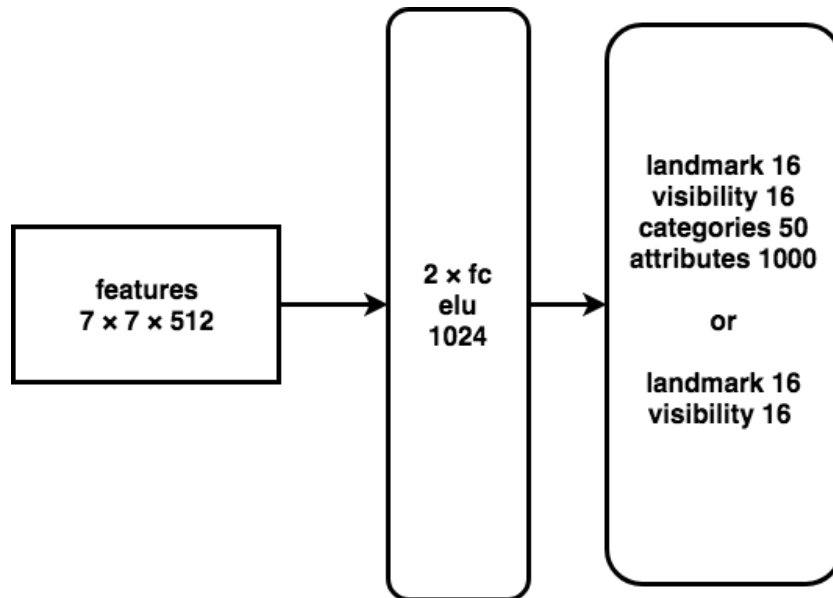 features
7 × 7 × 512
2 × fc
elu
1024
landmark 16
visibility 16
categories 50
attributes 1000
or
landmark 16
visibility 16